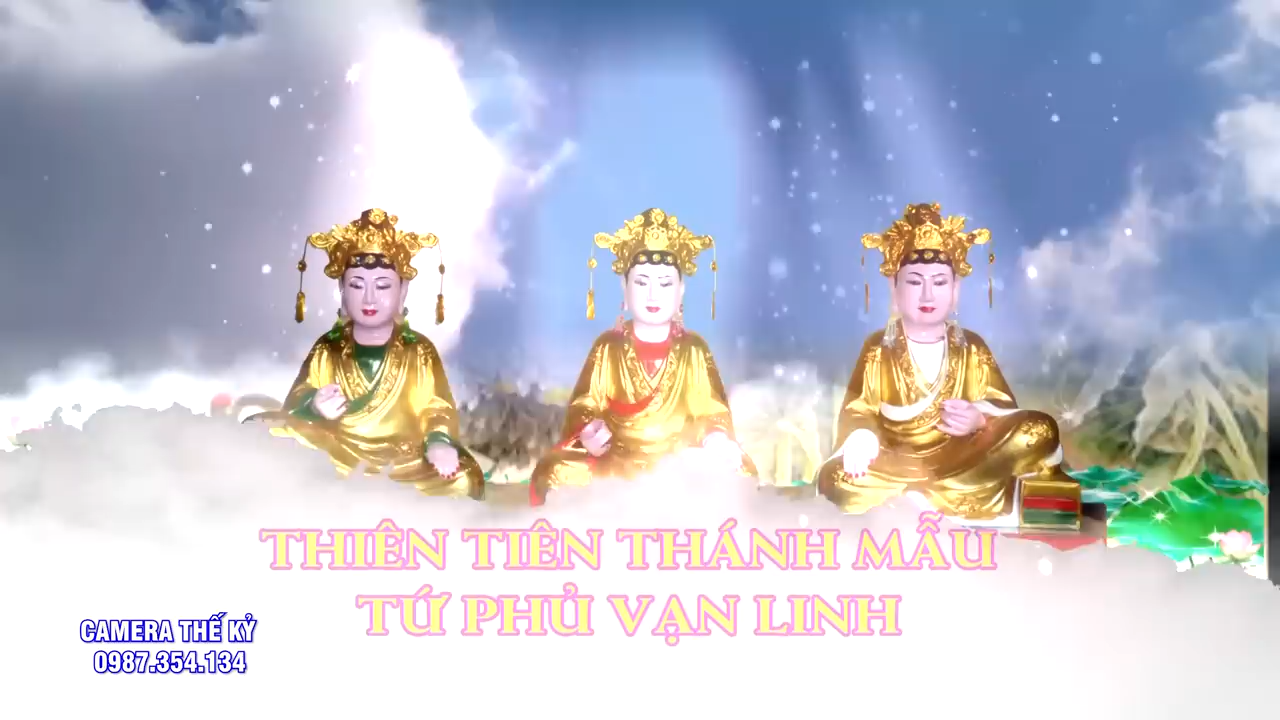 THIÊN TIÊN THÁNH MẪU
TỨ PHỦ VẠN LINH
CAMERA THẾ KỶ
0987.354.134